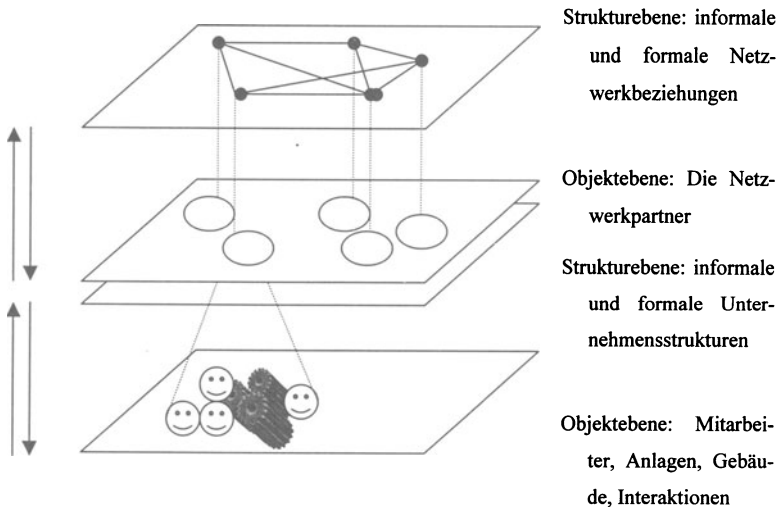 Strukturebene: informale
und formale Netz-
werkbeziehungen
Objektebene: Die Netz-
werkpartner
Strukturebene: informale
und formale Unter-
nehmensstrukturen
Objektebene: Mitarbei-
ter, Anlagen, Gebäu-
de, Interaktionen